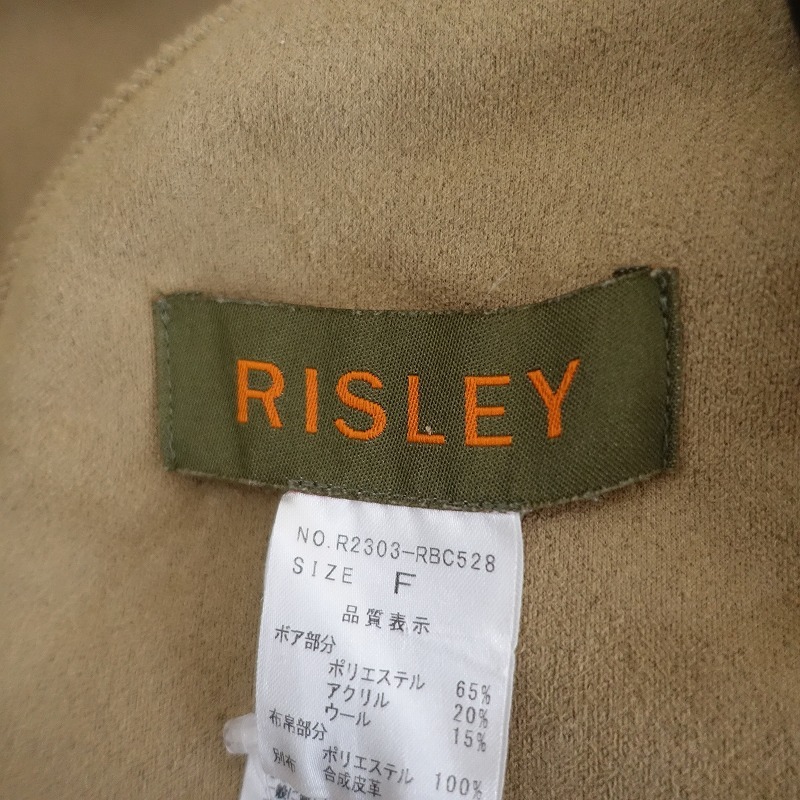 RISLEY
NO.R2303-RBC528
SIZE F
品質表示
ボア部分
ポリエステル 65%
アクリル 20%
ウール 15%
布帛部分
ポリエステル 100%
別布 合成皮革